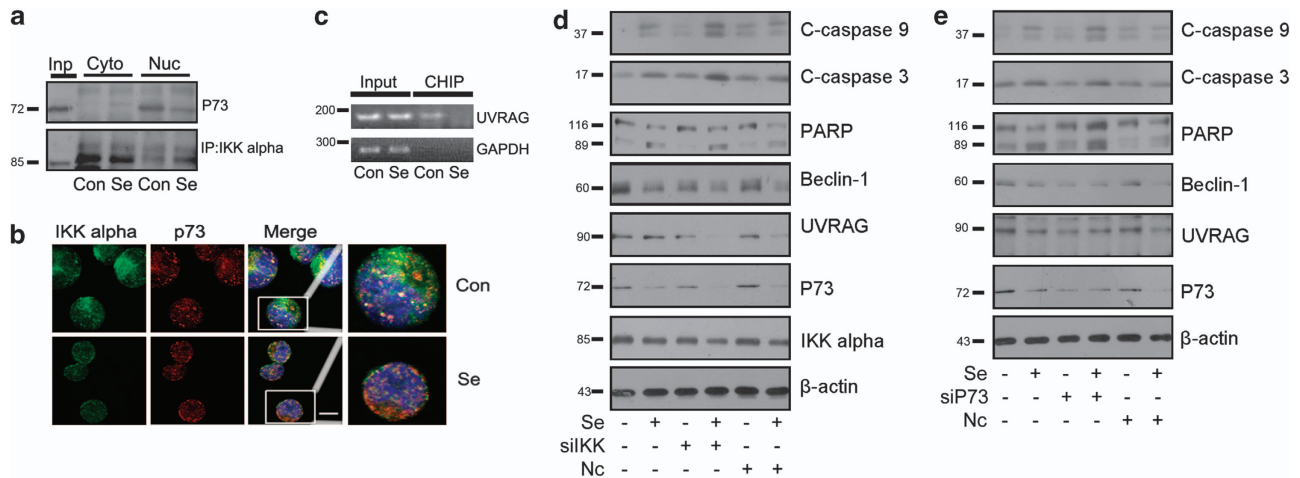 a
Inp Cyto Nuc
72 P73
85 IP:IKK alpha
Con Se Con Se
b
IKK alpha p73 Merge
Con
Se
c
Input CHIP
200 UVRAG
300 GAPDH
Con Se Con Se
d
37 C-caspase 9
17 C-caspase 3
116 PARP
89
60 Beclin-1
90 UVRAG
72 P73
85 IKK alpha
43 β-actin
Se - + - + - +
siIKK - - + + - -
Nc - - - - + +
e
37 C-caspase 9
17 C-caspase 3
116 PARP
89
60 Beclin-1
90 UVRAG
72 P73
43 β-actin
Se - + - + - +
siP73 - - + + - -
Nc - - - - + +